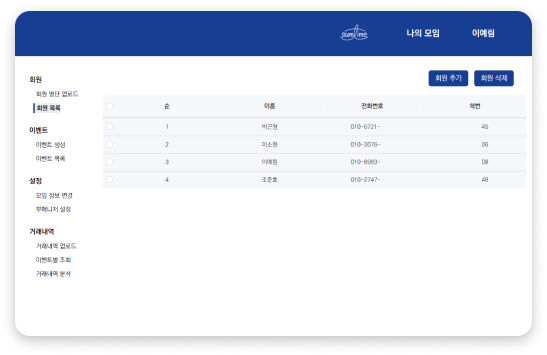 나의 모임 이예림
회원
회원 명단 업로드
회원 목록
이벤트
이벤트 생성
이벤트 목록
설정
모임 정보 변경
부매니저 설정
거래내역
거래내역 업로드
이벤트별 조회
거래내역 분석
회원 추가 회원 삭제
순 이름 전화번호 학번
1 박근형 010-6721- 45
2 이소현 010-3076- 06
3 이예림 010-8983- 08
4 조준호 010-2747- 48